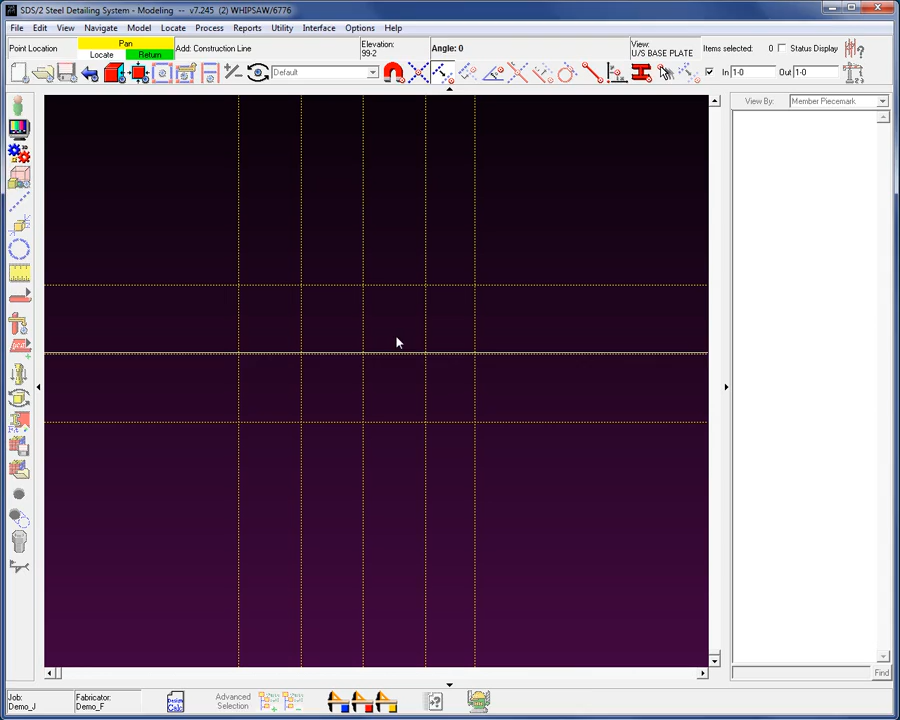 SDS/2 Steel Detailing System - Modeling -- v7.245 (2) WHIPSAW/6776
File Edit View Navigate Model Locate Process Reports Utility Interface Options Help
Point Location
Pan
Locate Return
Add: Construction Line
Elevation:
99-2
Angle: 0
View:
U/S BASE PLATE
Items selected: 0
Status Display
Default
In 1-0 Out 1-0
View By: Member Piecemark
Find
Job:
Demo_J
Fabricator:
Demo_F
Advanced
Selection